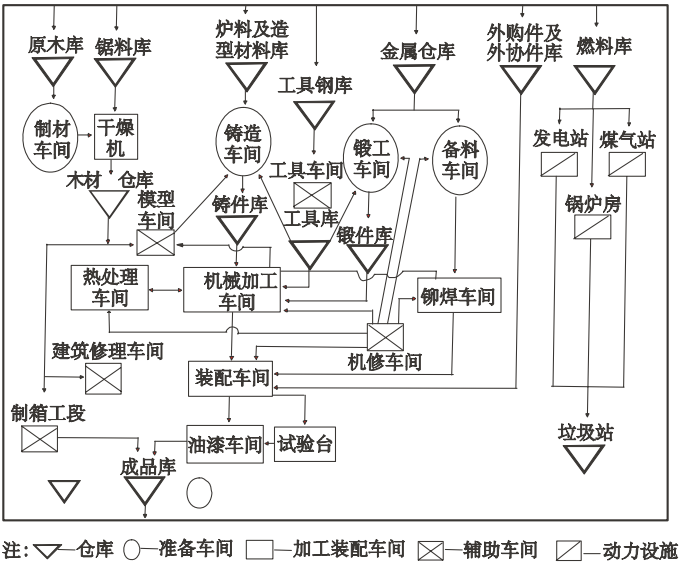 原木库
锯料库
炉料及造
型材料库
工具钢库
金属仓库
外购件及
外协件库
燃料库
制材
车间
干燥
机
铸造
车间
锻工
车间
备料
车间
发电站
煤气站
木材 仓库
工具车间
锅炉房
模型
车间
铸件库
工具库
锻件库
热处理
车间
机械加工
车间
铆焊车间
建筑修理车间
机修车间
装配车间
制箱工段
油漆车间
试验台
垃圾站
成品库
注:
仓库
准备车间
加工装配车间
辅助车间
动力设施